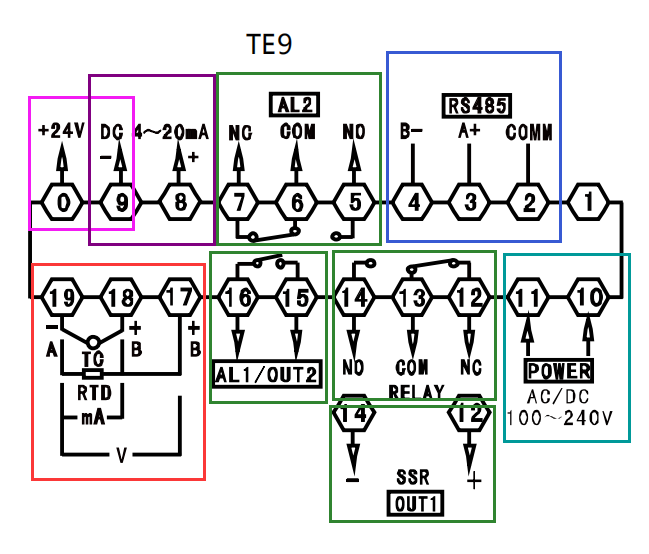 TE9
AL2
RS485
+24V DC 4~20mA NC COM NO B- A+ COMM
- +
0 9 8 7 6 5 4 3 2 1
19 18 17 16 15 14 13 12 11 10
- + +
A B B
TC
RTD
mA
V
AL1/OUT2
NO COM NC
RELAY
POWER
AC/DC
100~240V
14 12
- +
SSR
OUT1